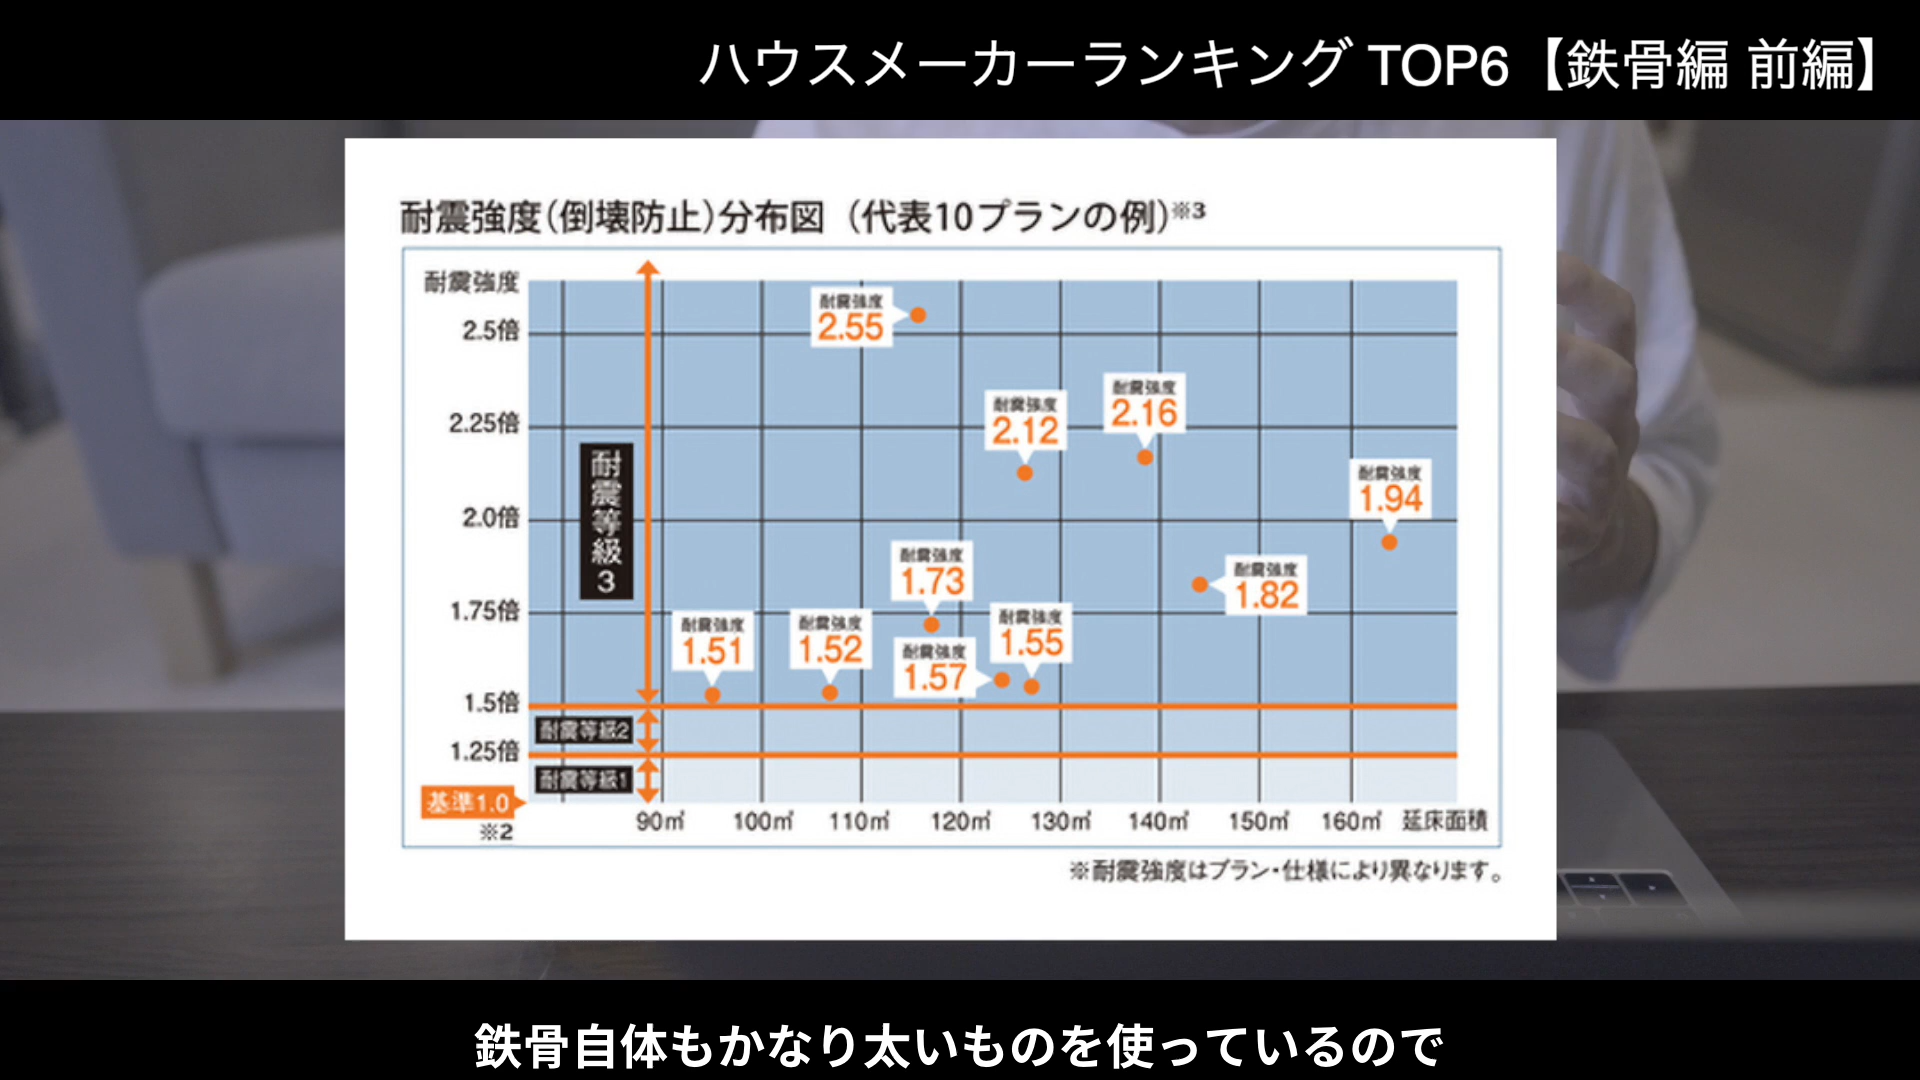 ハウスメーカーランキング TOP6【鉄骨編 前編】
耐震強度(倒壊防止)分布図（代表10プランの例)※3
耐震強度
2.5倍
2.25倍
2.0倍
1.75倍
1.5倍
1.25倍
基準1.0
※2
耐震等級3
耐震等級2
耐震等級1
耐震強度
2.55
耐震強度
2.12
耐震強度
2.16
耐震強度
1.94
耐震強度
1.73
耐震強度
1.82
耐震強度
1.51
耐震強度
1.52
耐震強度
1.57
耐震強度
1.55
90㎡ 100㎡ 110㎡ 120㎡ 130㎡ 140㎡ 150㎡ 160㎡ 延床面積
※耐震強度はプラン・仕様により異なります。
鉄骨自体もかなり太いものを使っているので